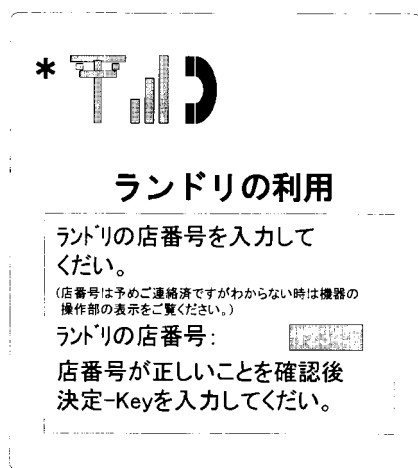 *
ランドリの利用
ランドリの店番号を入力して
くだい。
(店番号は予めご連絡済ですがわからない時は機器の
操作部の表示をご覧ください。)
ランドリの店番号:
店番号が正しいことを確認後
決定-Keyを入力してくだい。